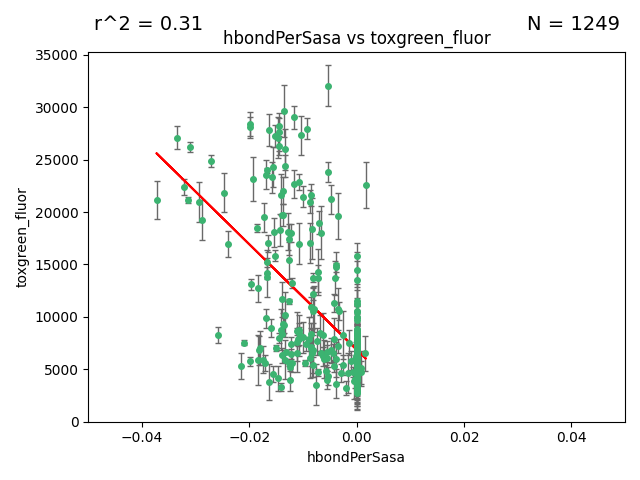 r^2 = 0.31
N = 1249
hbondPerSasa vs toxgreen_fluor
toxgreen_fluor
35000
30000
25000
20000
15000
10000
5000
0
−0.04
−0.02
0.00
0.02
0.04
hbondPerSasa